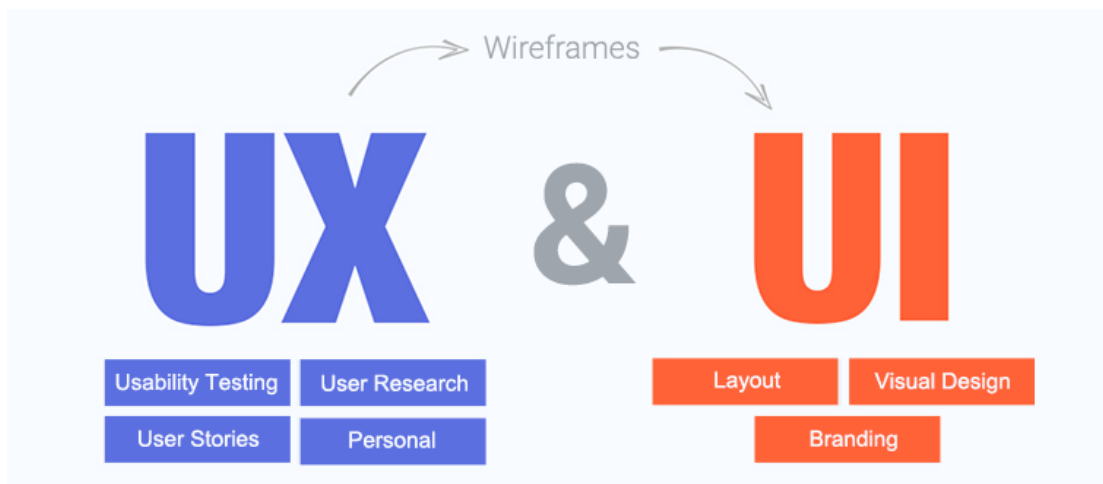 Wireframes
UX & UI
Usability Testing User Research Layout Visual Design
User Stories Personal Branding